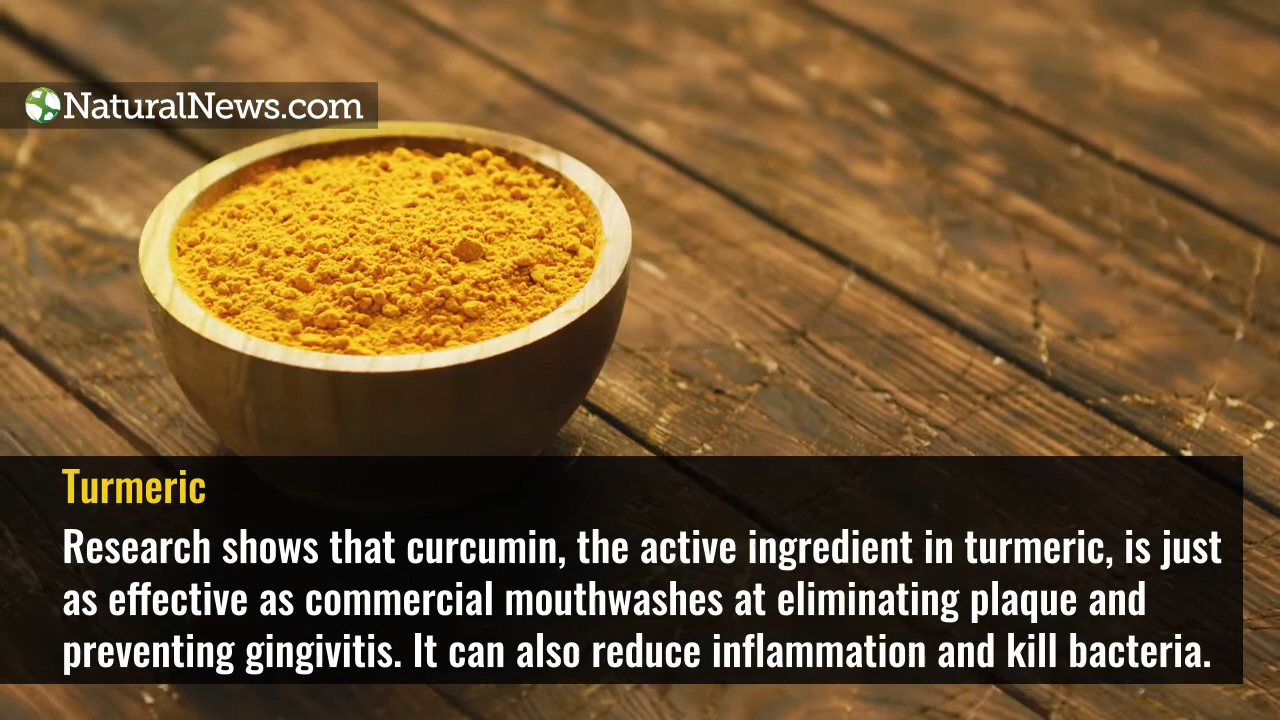 NaturalNews.com
Turmeric
Research shows that curcumin, the active ingredient in turmeric, is just
as effective as commercial mouthwashes at eliminating plaque and
preventing gingivitis. It can also reduce inflammation and kill bacteria.